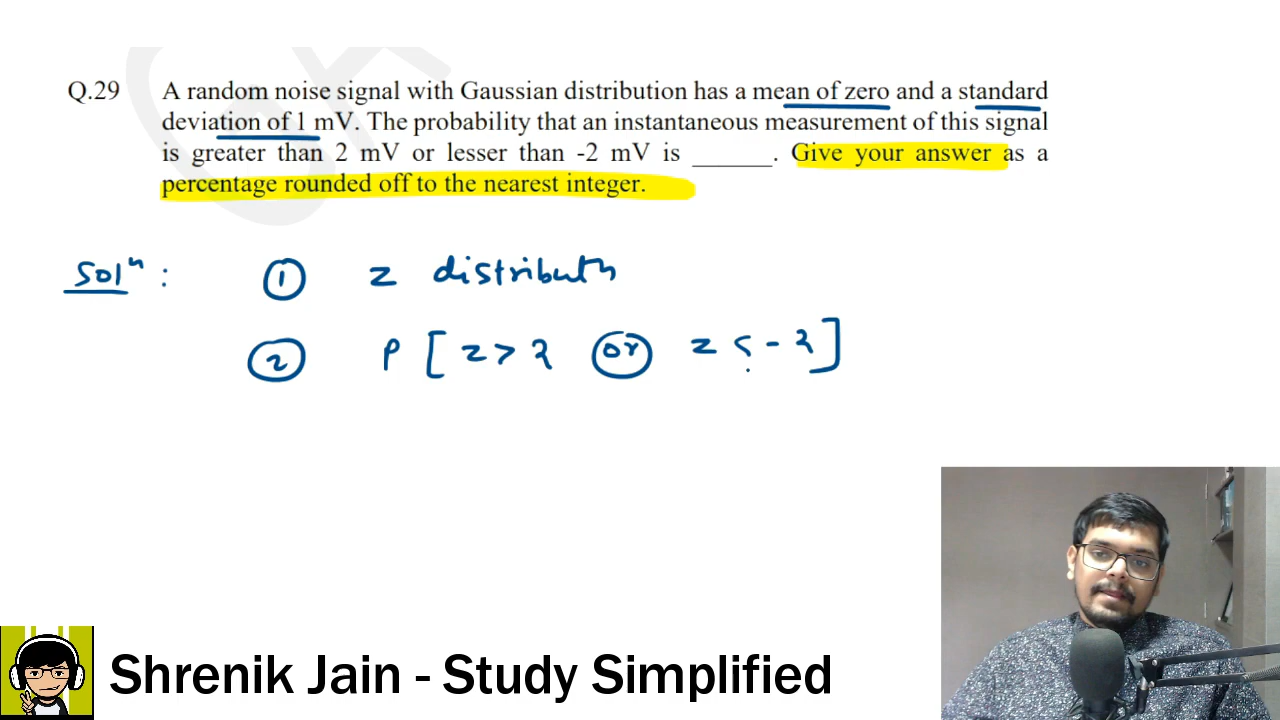 Q.29 A random noise signal with Gaussian distribution has a mean of zero and a standard
deviation of 1 mV. The probability that an instantaneous measurement of this signal
is greater than 2 mV or lesser than -2 mV is ______. Give your answer as a
percentage rounded off to the nearest integer.
Solⁿ : ① z distributn
② P [ z > 2 or z < - 2 ]
Shrenik Jain - Study Simplified